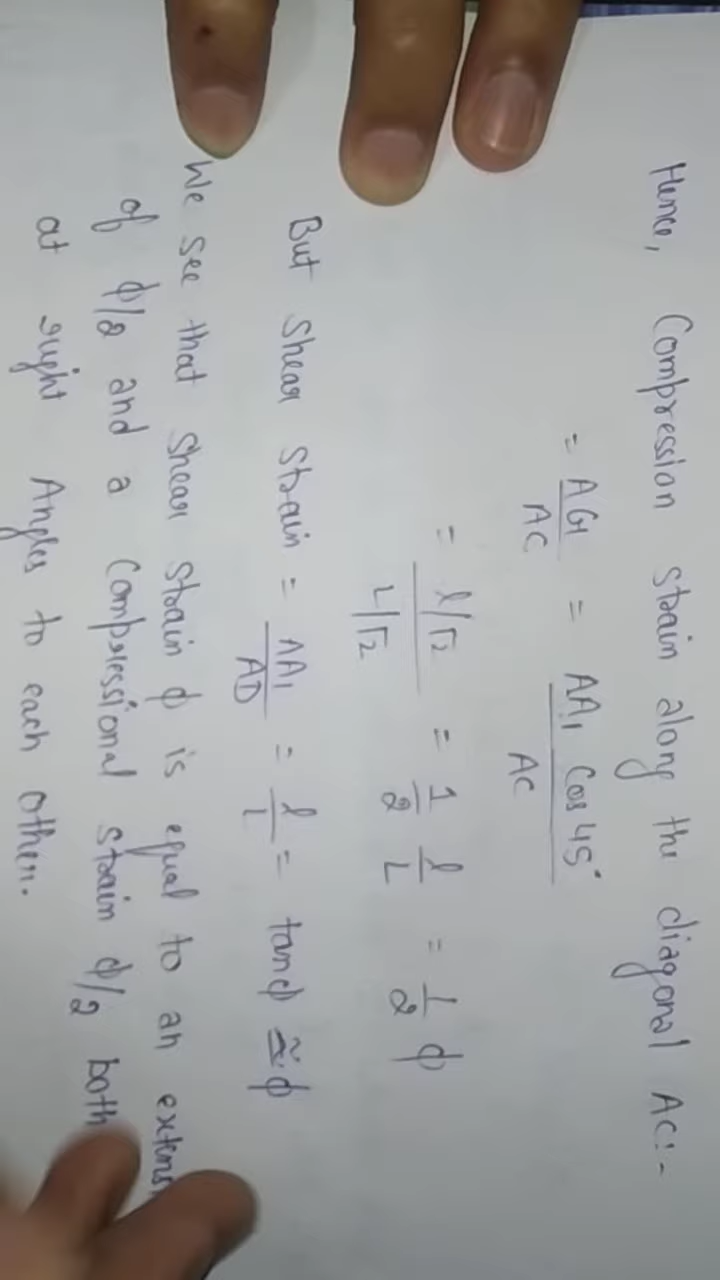 Hence, Compression strain along the diagonal AC:-
= AG1/AC = AA1 Cos 45°/AC
= l/√2 / L√2 = 1/2 l/L = 1/2 ϕ
But Shear Strain = AA1/AD = l/L = tanϕ ≃ ϕ
We see that Shear Strain ϕ is equal to an
of ϕ/2 and a Compressional strain ϕ/2 both
at right Angles to each other.